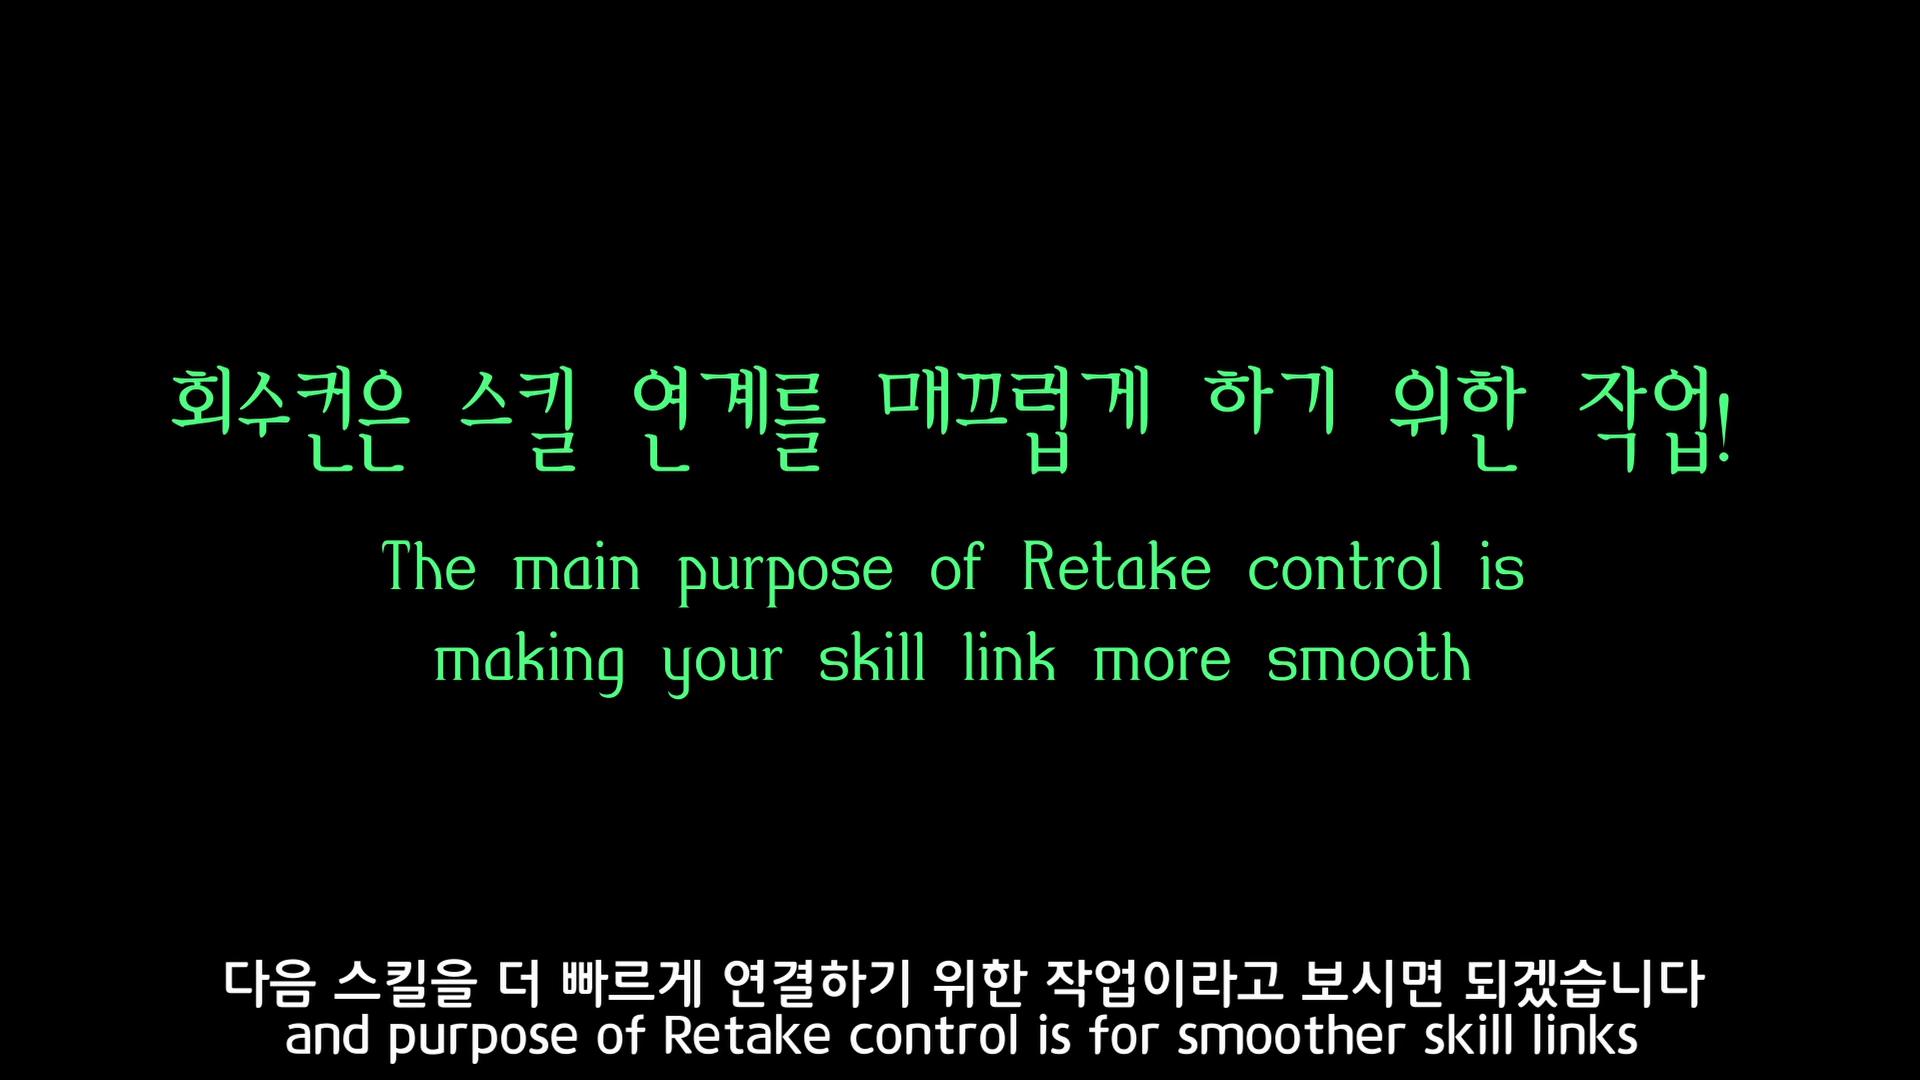 회수컨은 스킬 연계를 매끄럽게 하기 위한 작업!
The main purpose of Retake control is
making your skill link more smooth
다음 스킬을 더 빠르게 연결하기 위한 작업이라고 보시면 되겠습니다
and purpose of Retake control is for smoother skill links